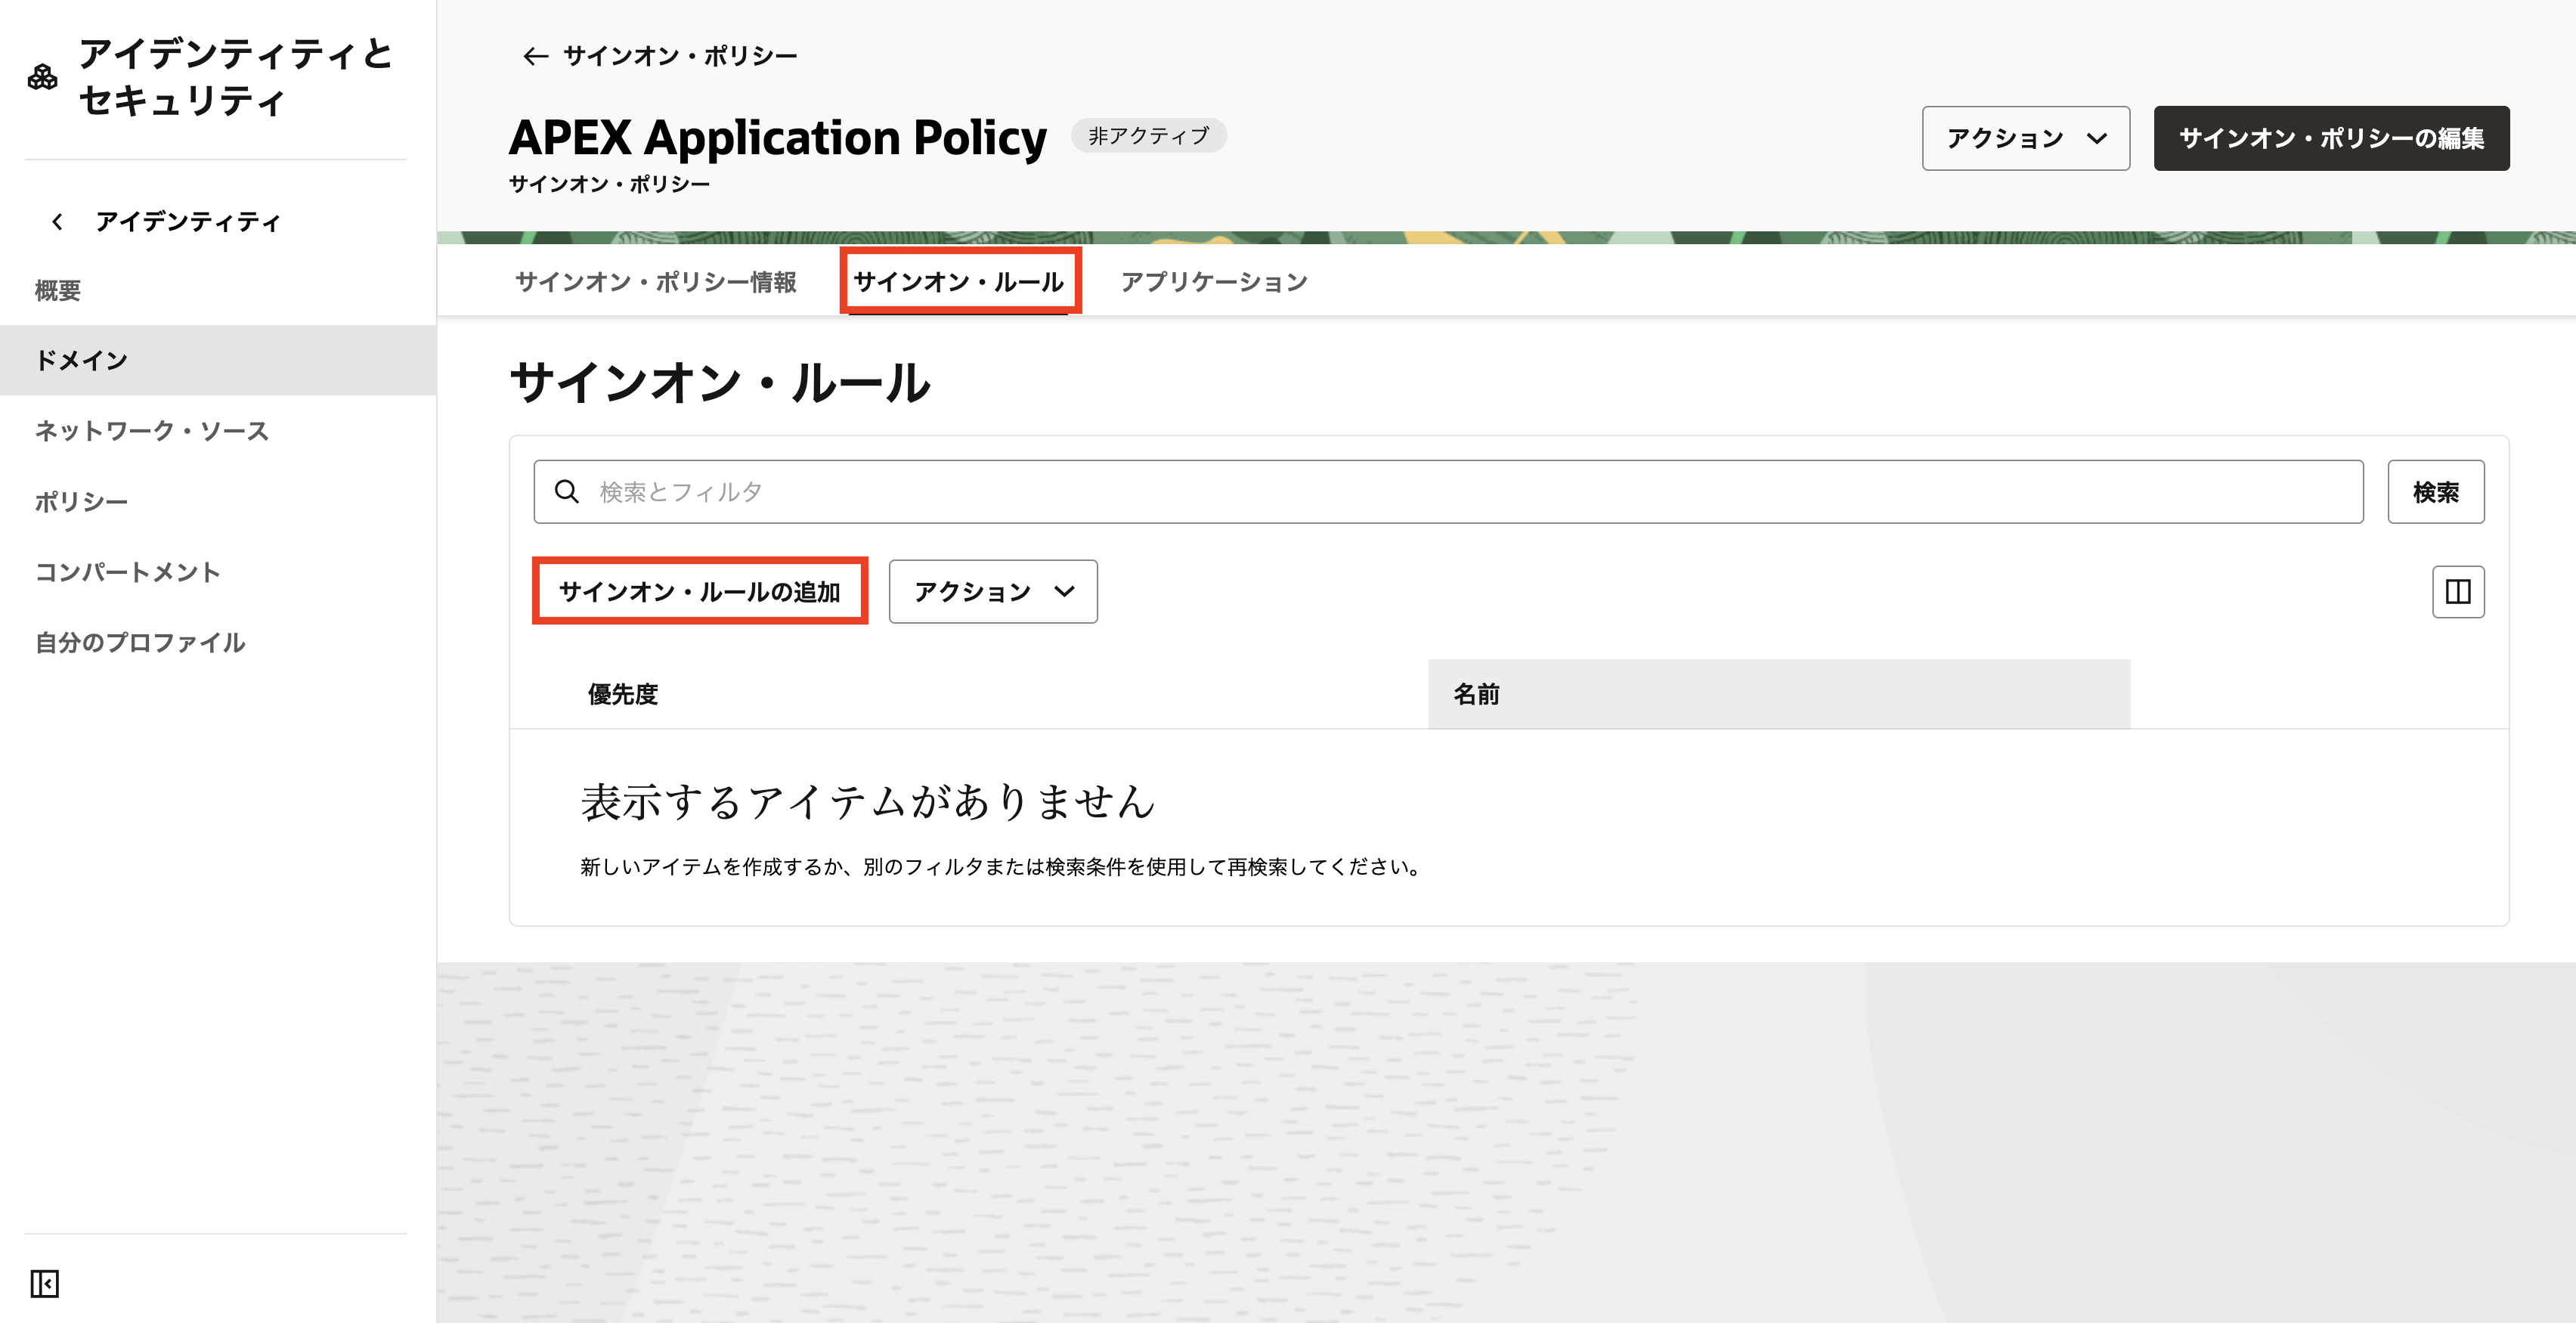 アイデンティティと
セキュリティ
アイデンティティ
概要
ドメイン
ネットワーク・ソース
ポリシー
コンパートメント
自分のプロファイル
サインオン・ポリシー
APEX Application Policy 非アクティブ
サインオン・ポリシー
アクション サインオン・ポリシーの編集
サインオン・ポリシー情報 サインオン・ルール アプリケーション
サインオン・ルール
検索とフィルタ 検索
サインオン・ルールの追加 アクション
優先度 名前
表示するアイテムがありません
新しいアイテムを作成するか、別のフィルタまたは検索条件を使用して再検索してください。